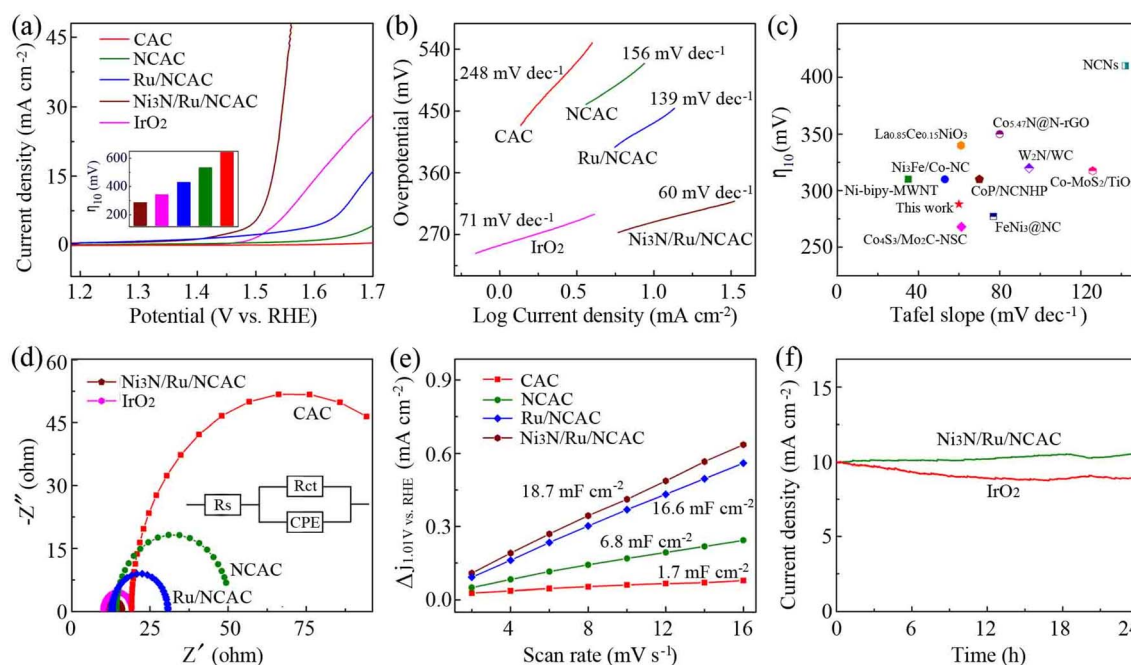 (a)
CAC
NCAC
Ru/NCAC
Ni3N/Ru/NCAC
IrO2
Current density (mA cm-2)
45
30
15
0
η10 (mV)
600
400
200
1.2
1.3
1.4
1.5
1.6
1.7
Potential (V vs. RHE)
(b)
Overpotential (mV)
540
450
360
270
248 mV dec-1
156 mV dec-1
139 mV dec-1
60 mV dec-1
71 mV dec-1
CAC
NCAC
Ru/NCAC
IrO2
Ni3N/Ru/NCAC
0.0
0.5
1.0
1.5
Log Current density (mA cm-2)
(c)
η10 (mV)
400
350
300
250
NCNs
Co5.47N@N-rGO
La0.85Ce0.15NiO3
W2N/WC
Ni3Fe/Co-NC
Co-MoS2/TiO
Ni-bipy-MWNT
CoP/NCNHP
This work
FeNi3@NC
Co4S3/Mo2C-NSC
0
40
80
120
Tafel slope (mV dec-1)
(d)
-Z″ (ohm)
60
45
30
15
0
Ni3N/Ru/NCAC
IrO2
CAC
Rs
Rct
CPE
NCAC
Ru/NCAC
0
25
50
75
Z′ (ohm)
(e)
Δj1.01V vs. RHE (mA cm-2)
0.9
0.6
0.3
0.0
CAC
NCAC
Ru/NCAC
Ni3N/Ru/NCAC
18.7 mF cm-2
16.6 mF cm-2
6.8 mF cm-2
1.7 mF cm-2
4
8
12
16
Scan rate (mV s-1)
(f)
Current density (mA cm-2)
20
15
10
5
0
Ni3N/Ru/NCAC
IrO2
0
6
12
18
24
Time (h)